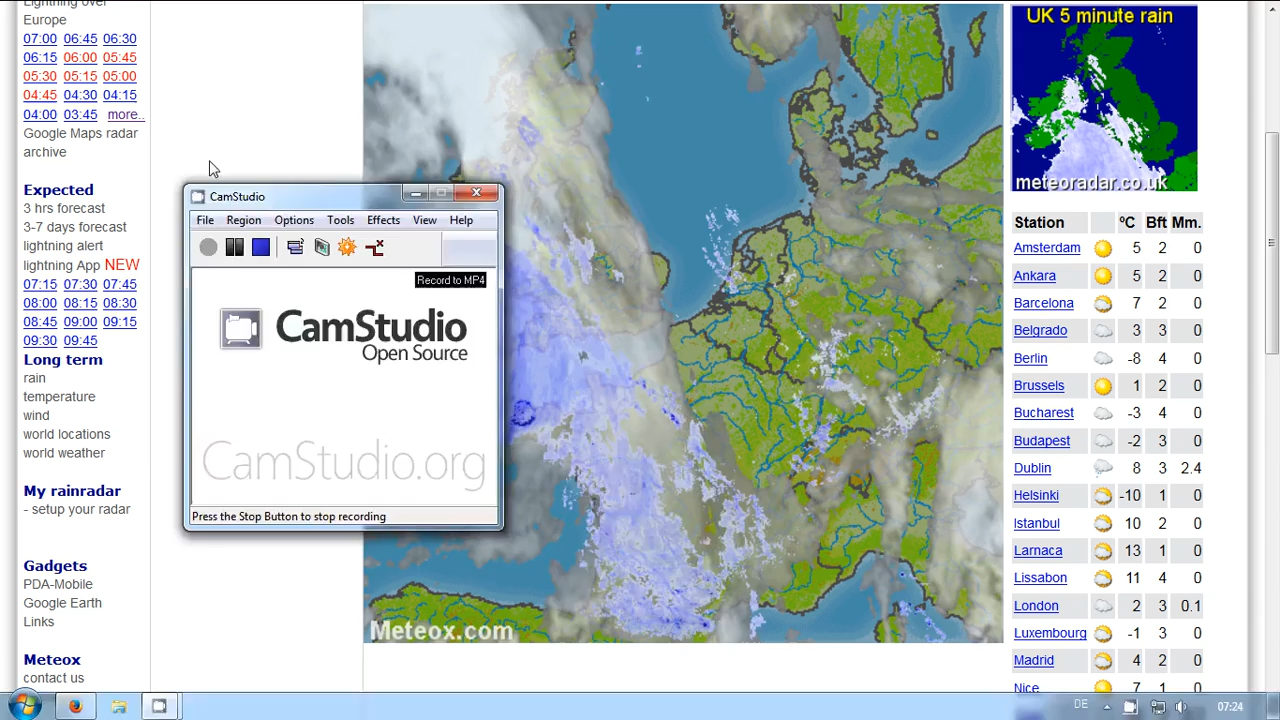 Lightning over
Europe
07:00 06:45 06:30
06:15 06:00 05:45
05:30 05:15 05:00
04:45 04:30 04:15
04:00 03:45 more..
Google Maps radar
archive
Expected
3 hrs forecast
3-7 days forecast
lightning alert
lightning App NEW
07:15 07:30 07:45
08:00 08:15 08:30
08:45 09:00 09:15
09:30 09:45
Long term
rain
temperature
wind
world locations
world weather
My rainradar
- setup your radar
Gadgets
PDA-Mobile
Google Earth
Links
Meteox
contact us
CamStudio
File Region Options Tools Effects View Help
Record to MP4
CamStudio
Open Source
CamStudio.org
Press the Stop Button to stop recording
Meteox.com
UK 5 minute rain
meteoradar.co.uk
Station ºC Bft Mm.
Amsterdam 5 2 0
Ankara 5 2 0
Barcelona 7 2 0
Belgrado 3 3 0
Berlin -8 4 0
Brussels 1 2 0
Bucharest -3 4 0
Budapest -2 3 0
Dublin 8 3 2.4
Helsinki -10 1 0
Istanbul 10 2 0
Larnaca 13 1 0
Lissabon 11 4 0
London 2 3 0.1
Luxembourg -1 3 0
Madrid 4 2 0
Nice 7 1 0
DE 07:24